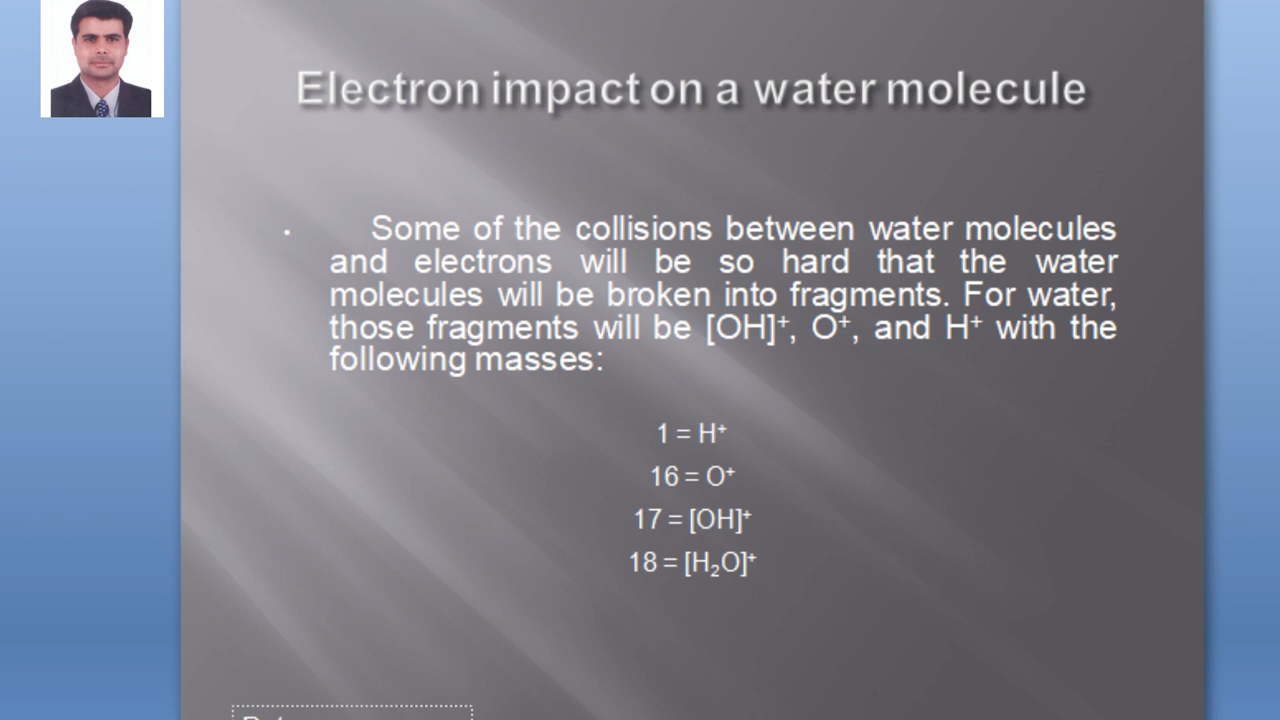 Electron impact on a water molecule
• Some of the collisions between water molecules
and electrons will be so hard that the water
molecules will be broken into fragments. For water,
those fragments will be [OH]⁺, O⁺, and H⁺ with the
following masses:
1 = H⁺
16 = O⁺
17 = [OH]⁺
18 = [H₂O]⁺